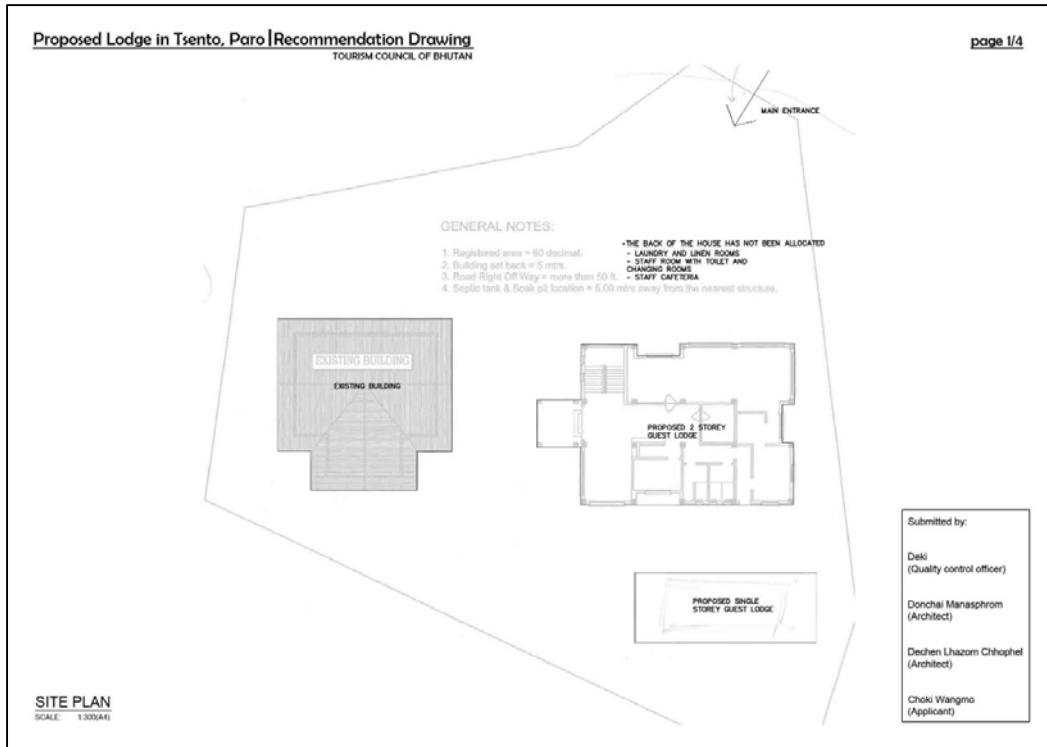 Proposed Lodge in Tsento, Paro|Recommendation Drawing
page 1/4
TOURISM COUNCIL OF BHUTAN
MAIN ENTRANCE
GENERAL NOTES:
1. Registered area = 60 decimal.
2. Building set back = 5 mtrs.
3. Road Right Off Way = more than 50 ft.
4. Septic tank & Soak pit location = 5.00 mtrs away from the nearest structure.
-THE BACK OF THE HOUSE HAS NOT BEEN ALLOCATED
- LAUNDRY AND LINEN ROOMS
- STAFF ROOM WITH TOILET AND
CHANGING ROOMS
- STAFF CAFETERIA
EXISTING BUILDING
EXISTING BUILDING
PROPOSED 2 STOREY
GUEST LODGE
PROPOSED SINGLE
STOREY GUEST LODGE
Submitted by:
Deki
(Quality control officer)
Donchai Manasphrom
(Architect)
Dechen Lhazom Chhophel
(Architect)
Choki Wangmo
(Applicant)
SITE PLAN
SCALE: 1:300(A4)